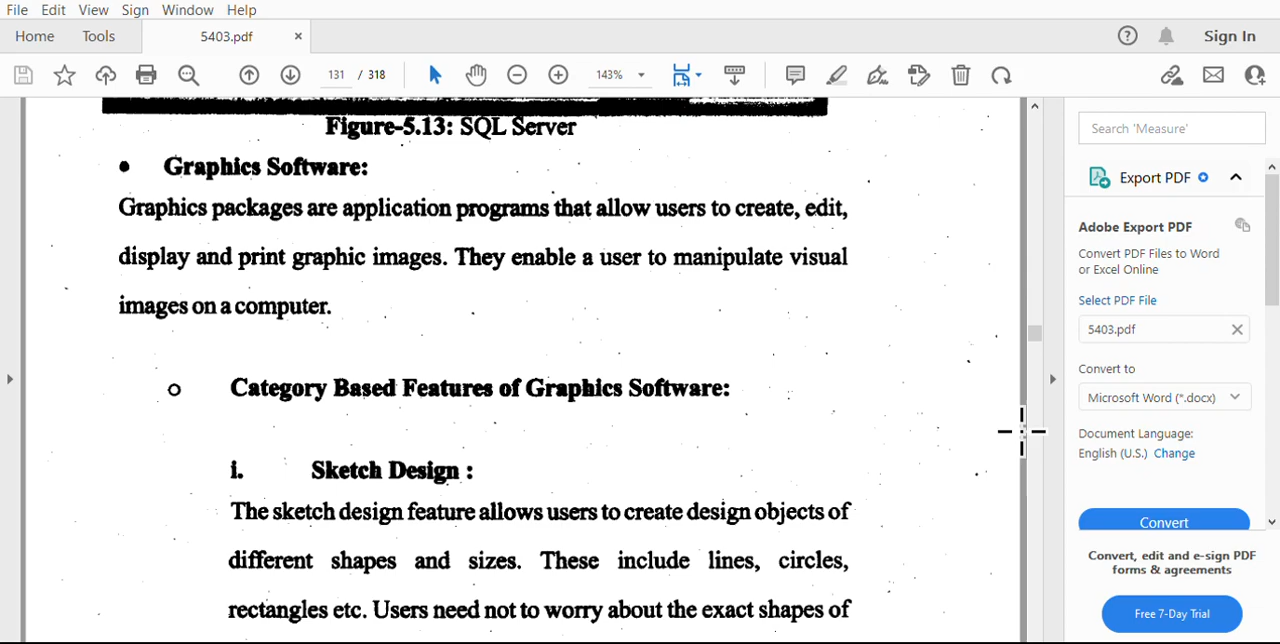 File Edit View Sign Window Help
Home Tools 5403.pdf × ? Sign In
131 / 318 143%
Figure-5.13: SQL Server
• Graphics Software:
Graphics packages are application programs that allow users to create, edit,
display and print graphic images. They enable a user to manipulate visual
images on a computer.
o Category Based Features of Graphics Software:
i. Sketch Design :
The sketch design feature allows users to create design objects of
different shapes and sizes. These include lines, circles,
rectangles etc. Users need not to worry about the exact shapes of
Search 'Measure'
Export PDF
Adobe Export PDF
Convert PDF Files to Word
or Excel Online
Select PDF File
5403.pdf ×
Convert to
Microsoft Word (*.docx)
Document Language:
English (U.S.) Change
Convert
Convert, edit and e-sign PDF
forms & agreements
Free 7-Day Trial